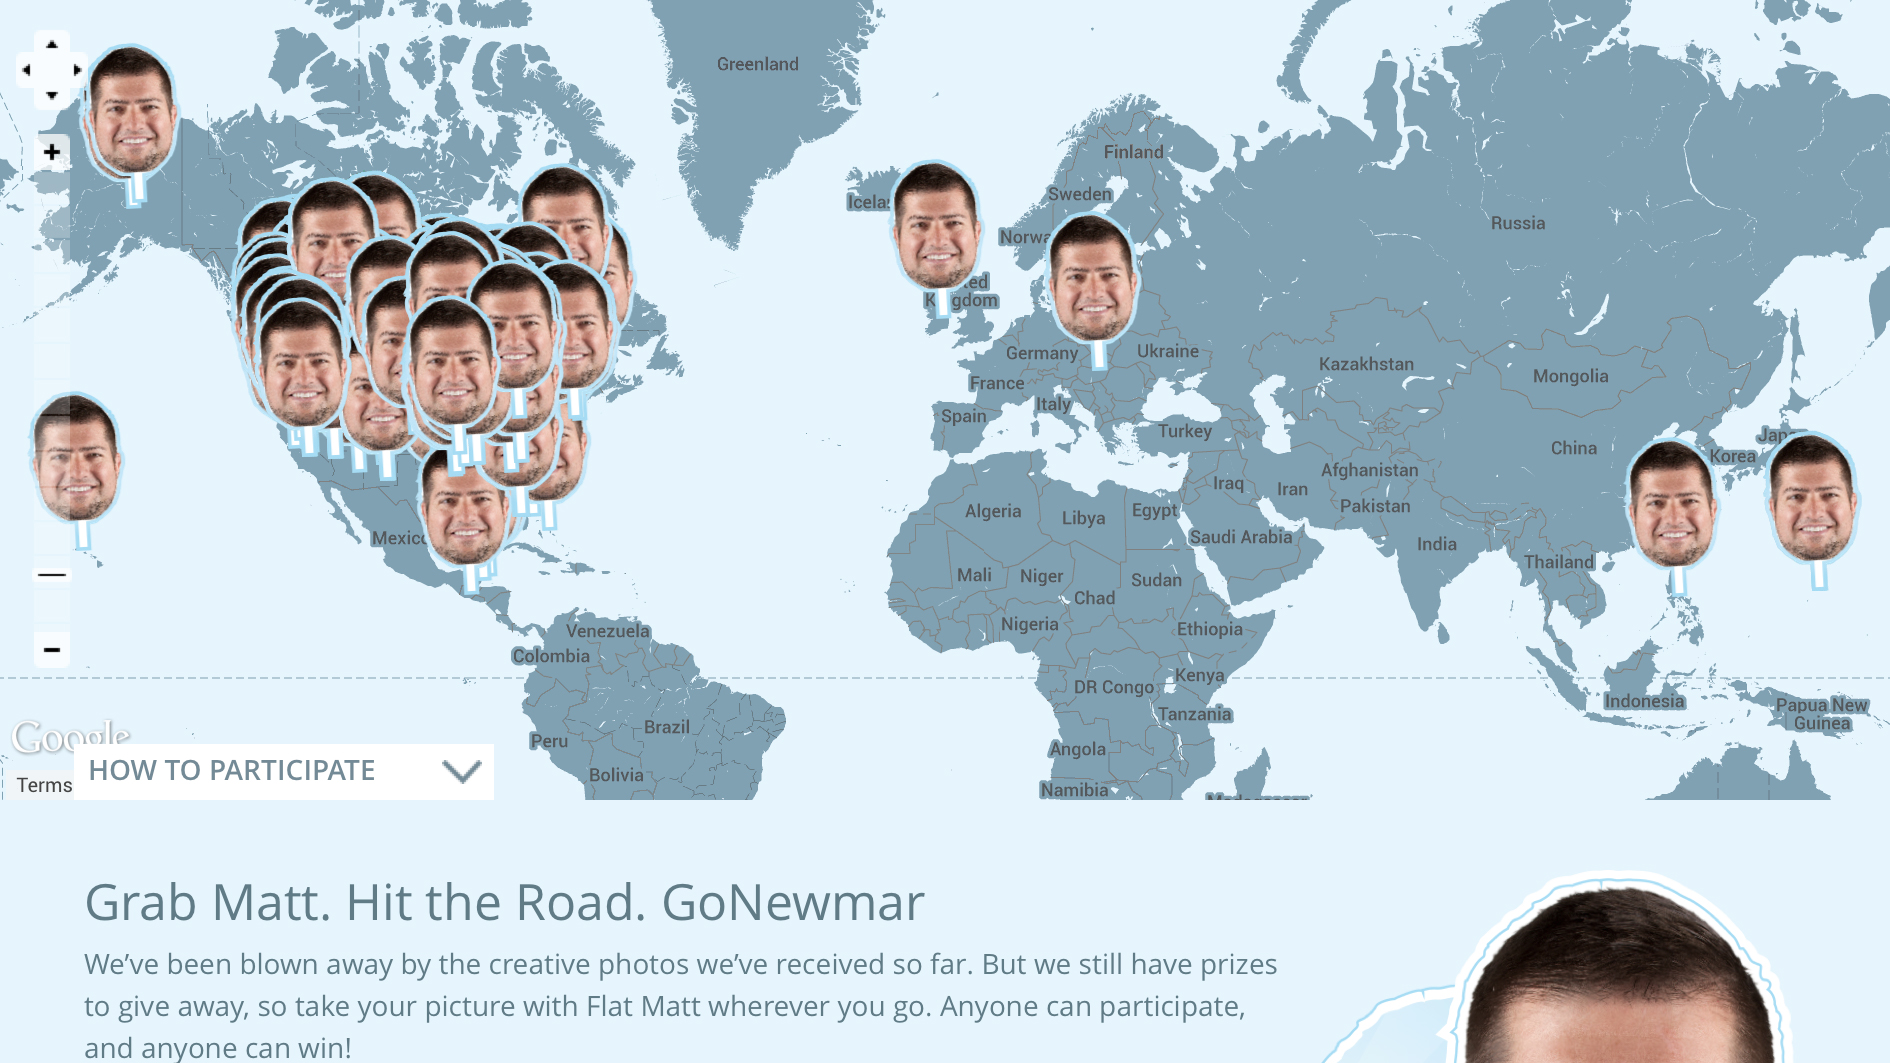 Greenland
Finland
Sweden
Norwa
Russia
Icela
ted
K gdom
Germany
Ukraine
Kazakhstan
Mongolia
France
Italy
Spain
Turkey
China
Japa
Korea
Afghanistan
Iraq
Iran
Pakistan
Algeria
Libya
Egypt
Saudi Arabia
India
Mexico
Mali
Niger
Sudan
Thailand
Chad
Nigeria
Ethiopia
Venezuela
Colombia
Kenya
DR Congo
Indonesia
Tanzania
Papua New
Guinea
Brazil
Peru
Angola
Bolivia
Namibia
Google
Terms
HOW TO PARTICIPATE
Grab Matt. Hit the Road. GoNewmar
We’ve been blown away by the creative photos we’ve received so far. But we still have prizes
to give away, so take your picture with Flat Matt wherever you go. Anyone can participate,
and anyone can win!